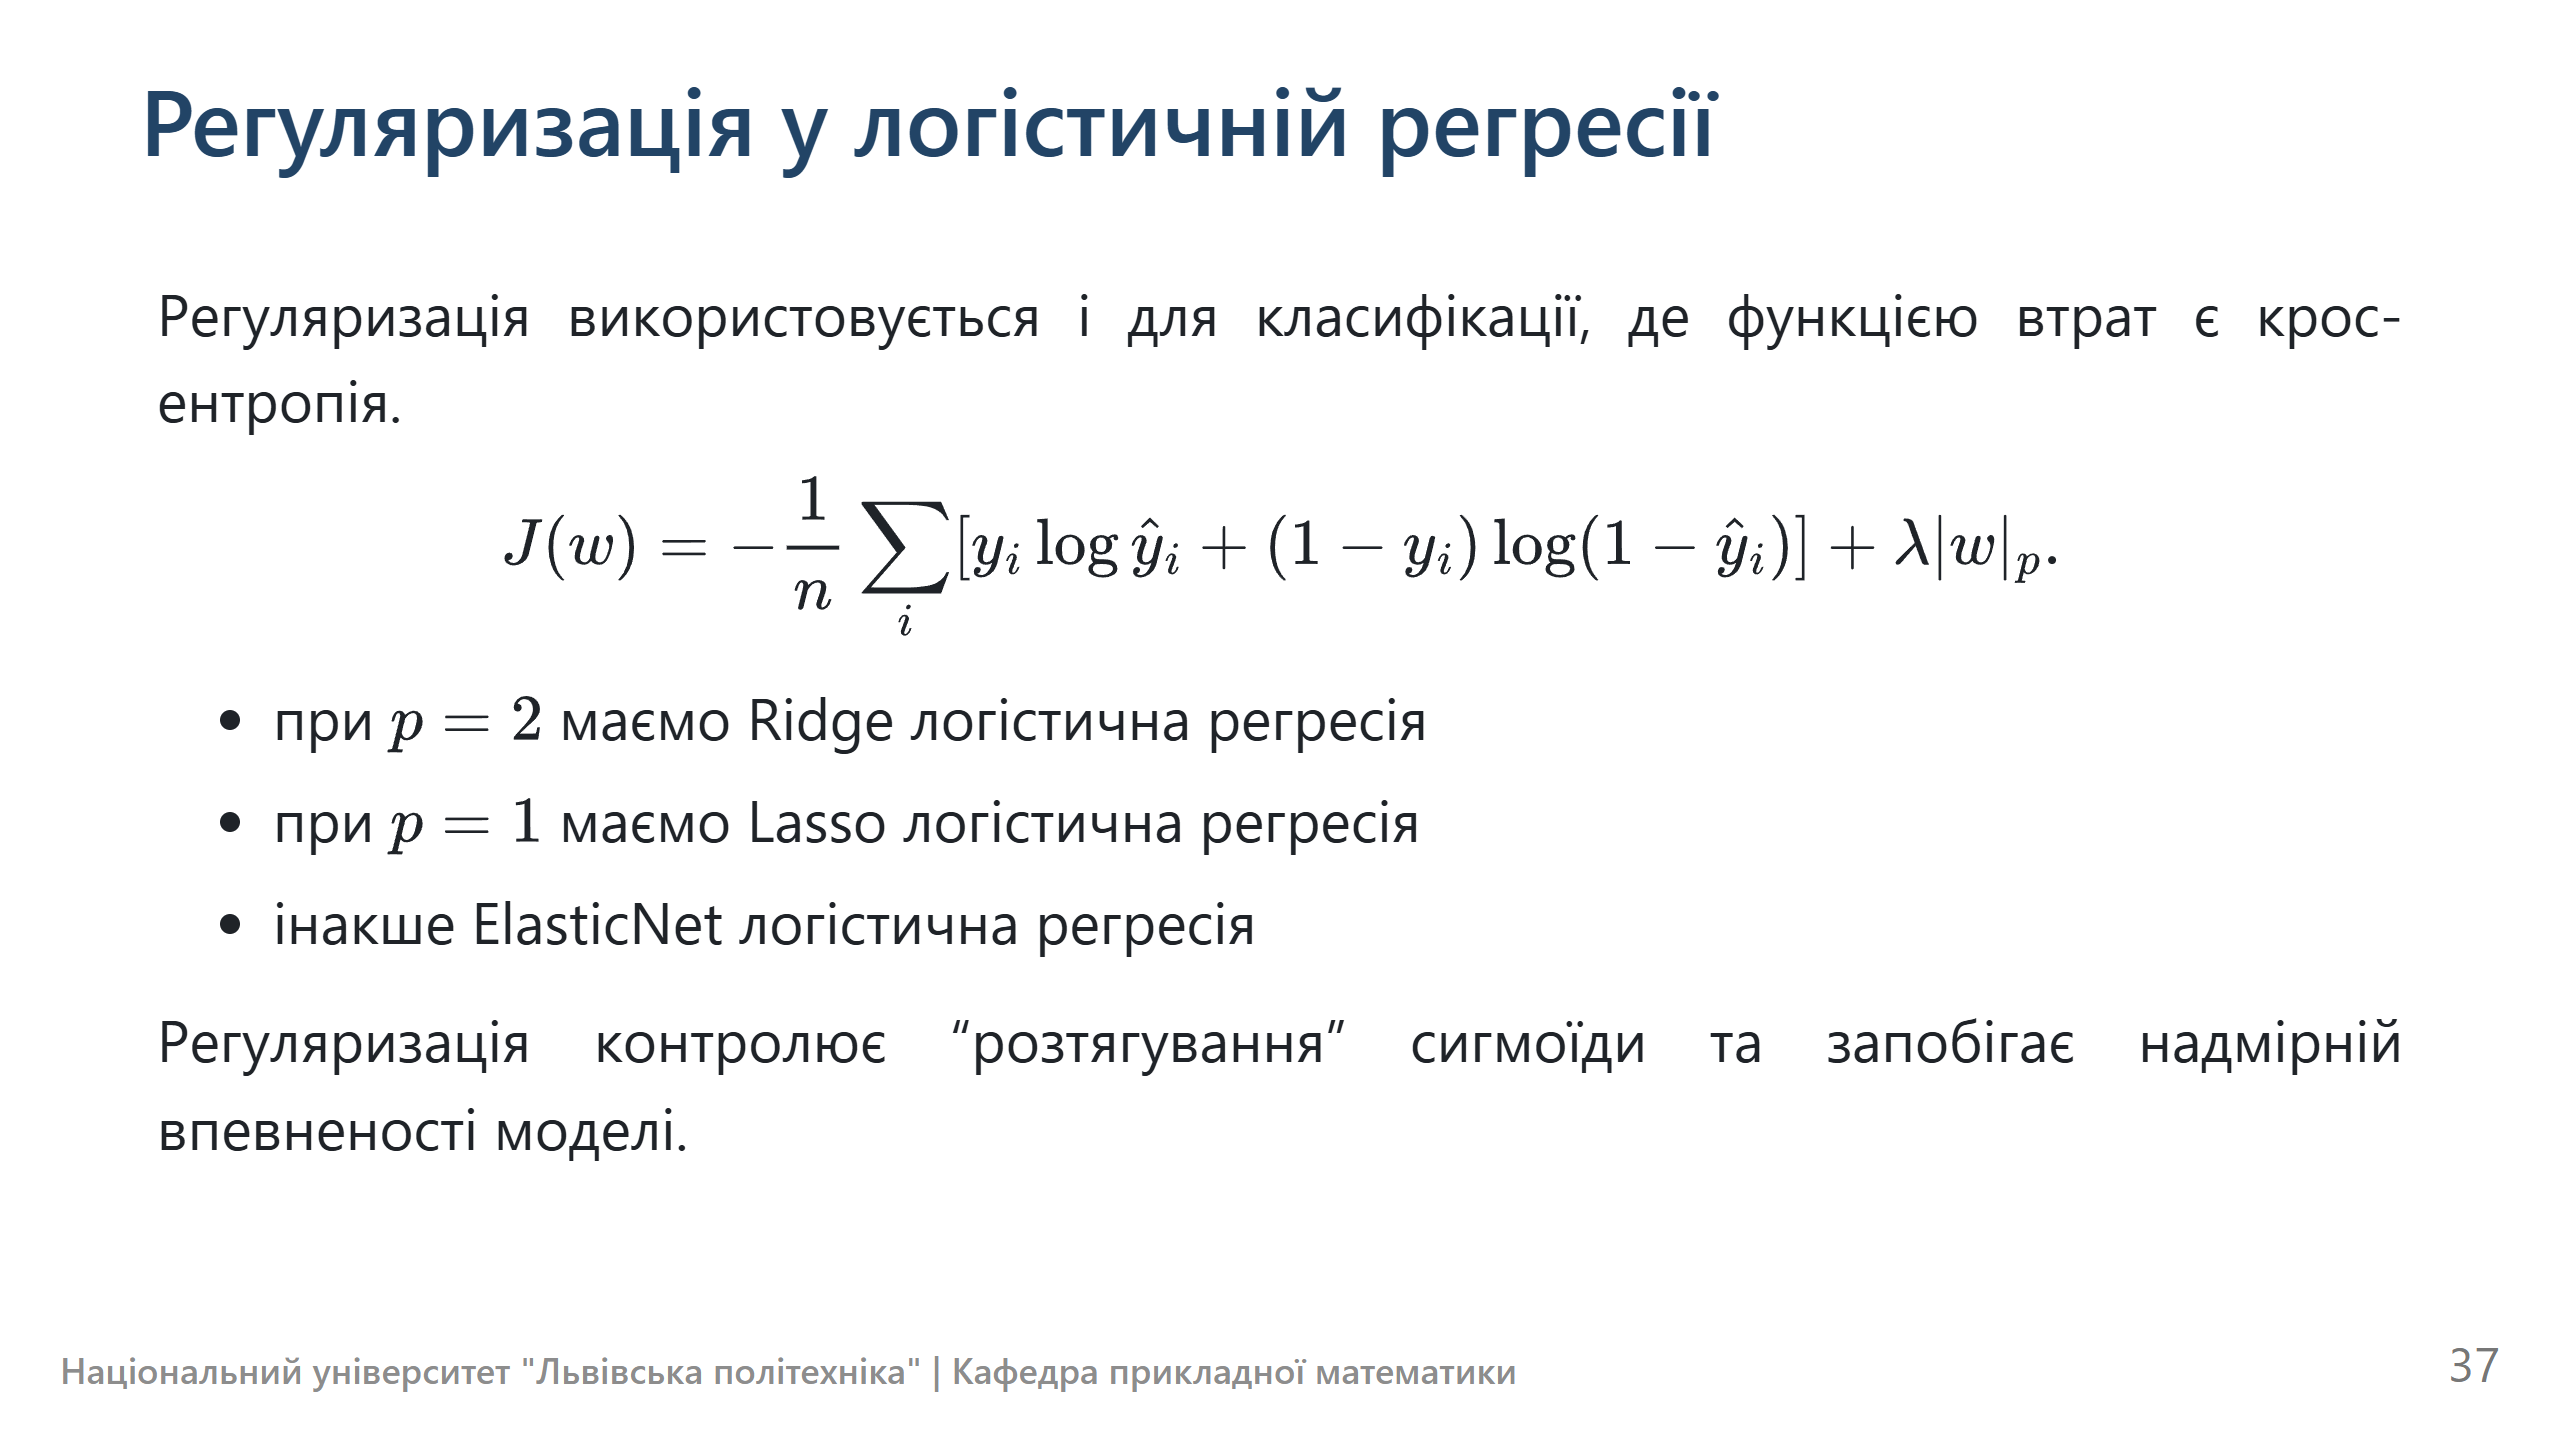 Регуляризація у логістичній регресії
Регуляризація використовується і для класифікації, де функцією втрат є крос-
ентропія.
J(w) = −\frac{1}{n} \sum_i [y_i log ŷ_i + (1 − y_i) log(1 − ŷ_i)] + λ|w|_p.
• при p = 2 маємо Ridge логістична регресія
• при p = 1 маємо Lasso логістична регресія
• інакше ElasticNet логістична регресія
Регуляризація контролює “розтягування” сигмоїди та запобігає надмірній
впевненості моделі.
Національний університет "Львівська політехніка" | Кафедра прикладної математики
37